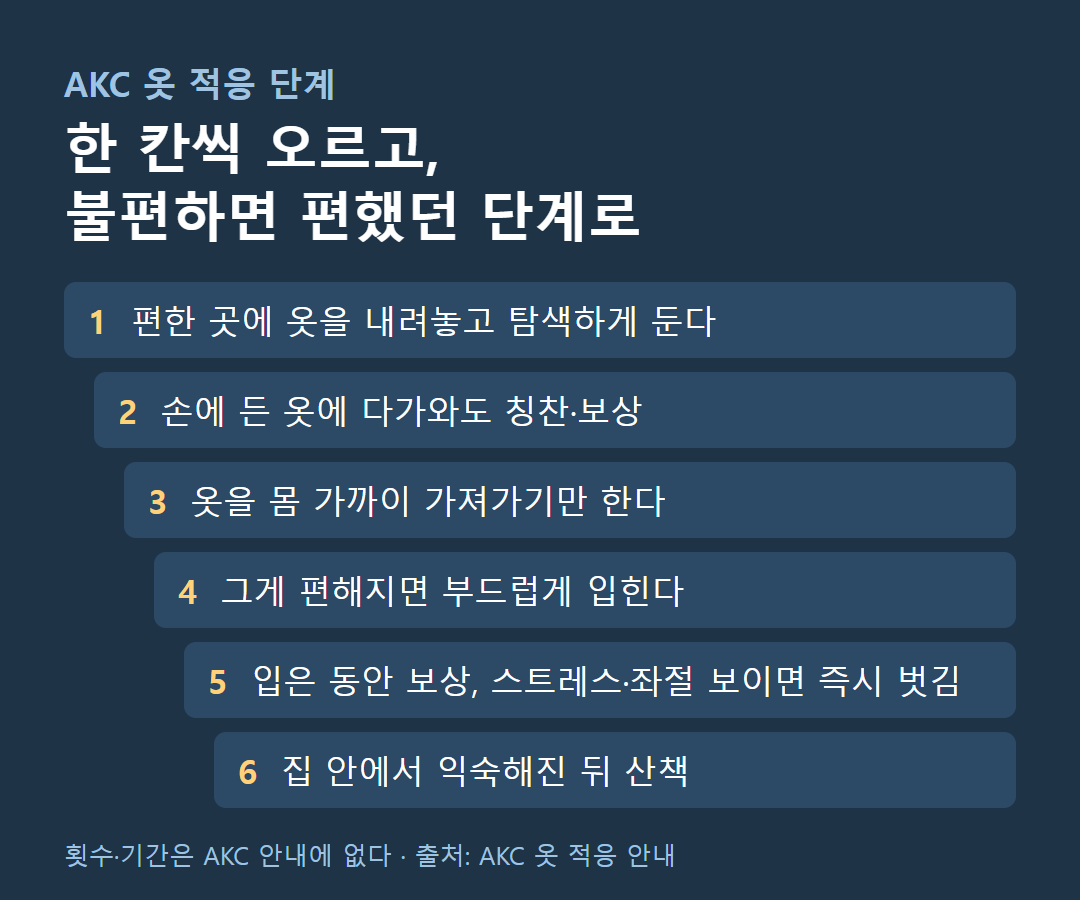 AKC 옷 적응 단계
한 칸씩 오르고,
불편하면 편했던 단계로
1 편한 곳에 옷을 내려놓고 탐색하게 둔다
2 손에 든 옷에 다가와도 칭찬·보상
3 옷을 몸 가까이 가져가기만 한다
4 그게 편해지면 부드럽게 입힌다
5 입은 동안 보상, 스트레스·좌절 보이면 즉시 벗김
6 집 안에서 익숙해진 뒤 산책
횟수·기간은 AKC 안내에 없다 · 출처: AKC 옷 적응 안내